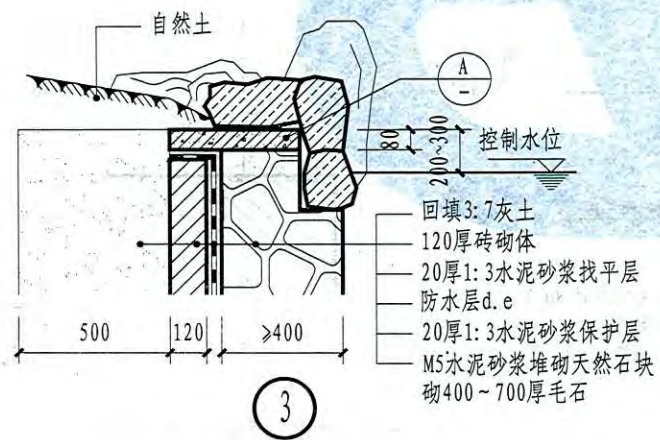 自然土
A
-
80
200~300
控制水位
回填3:7灰土
120厚砖砌体
20厚1:3水泥砂浆找平层
防水层d.e
20厚1:3水泥砂浆保护层
M5水泥砂浆堆砌天然石块
砌400~700厚毛石
500
120
≥400
3